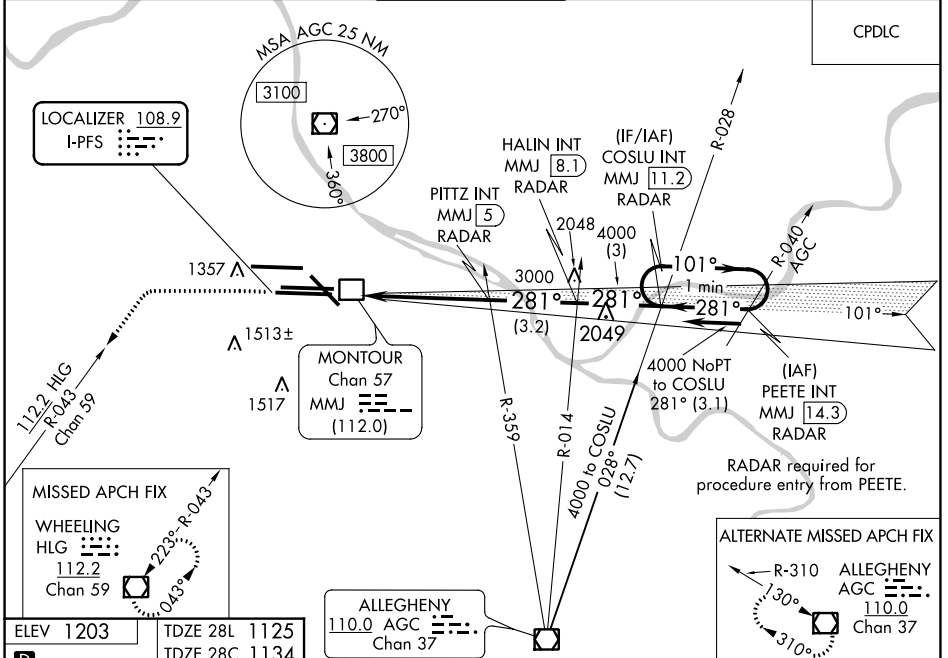 CPDLC
MSA AGC 25 NM
3100
270°
3800
360°
LOCALIZER 108.9
I-PFS
HALIN INT
MMJ 8.1
RADAR
(IF/IAF)
COSLU INT
MMJ 11.2
RADAR
R-028
PITTZ INT
MMJ 5
RADAR
2048
4000
(3)
R-040
AGC
1357
3000
101°
1 min
281°
281°
281°
101°
(3.2)
2049
1513±
1517
MONTOUR
Chan 57
MMJ
(112.0)
4000 NoPT
to COSLU
281° (3.1)
(IAF)
PEETE INT
MMJ 14.3
RADAR
112.2 HLG
R-043
Chan 59
R-359
R-014
4000 to COSLU
028°
(12.7)
RADAR required for
procedure entry from PEETE.
MISSED APCH FIX
WHEELING
HLG
112.2
Chan 59
223°
R-043
043°
ALTERNATE MISSED APCH FIX
R-310
130°
310°
ALLEGHENY
AGC
110.0
Chan 37
ALLEGHENY
110.0 AGC
Chan 37
ELEV 1203
D
TDZE 28L 1125
TDZE 28C 1134